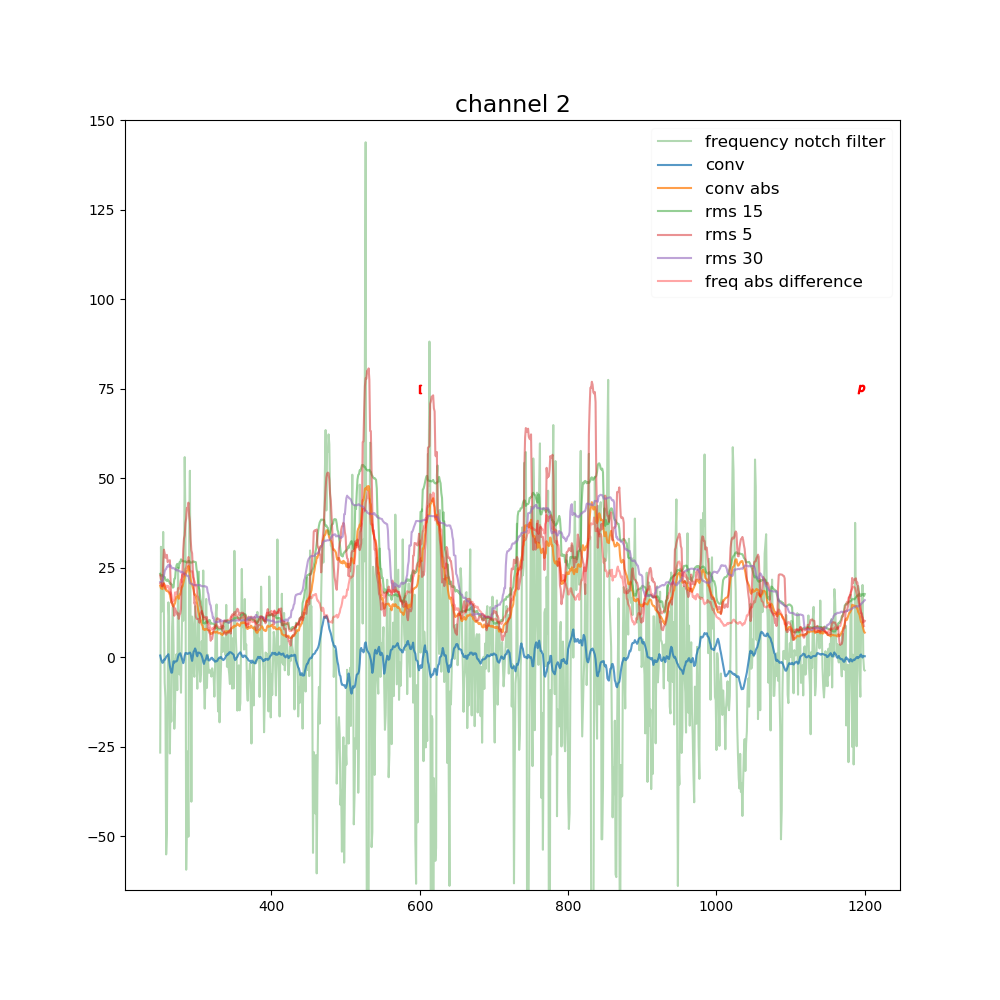 channel 2
150
125
100
75
50
25
0
−25
−50
400
600
800
1000
1200
frequency notch filter
conv
conv abs
rms 15
rms 5
rms 30
freq abs difference
p